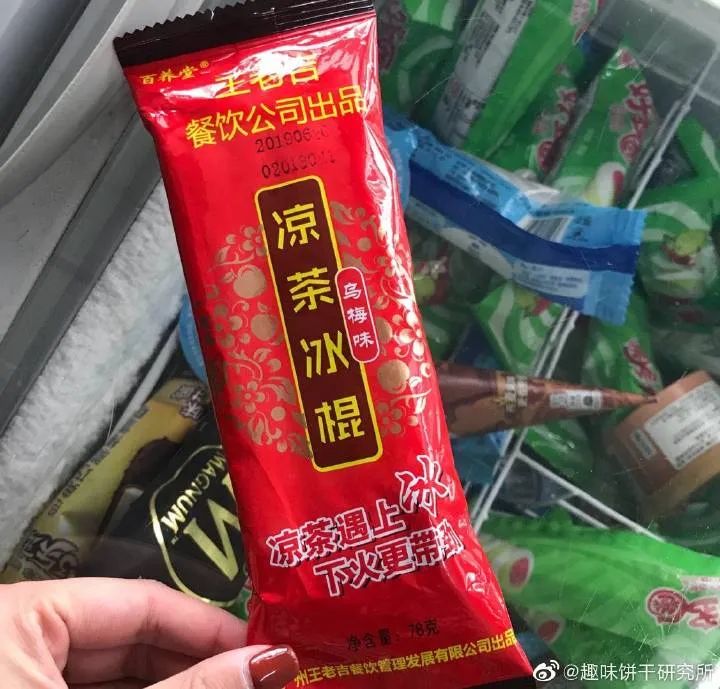 百养堂®
王老吉
餐饮公司出品
凉茶冰棍
乌梅味
凉茶遇上冰
下火更带
净含量：78克
州王老吉餐饮管理发展有限公司出品
MAGNUM
@趣味饼干研究所